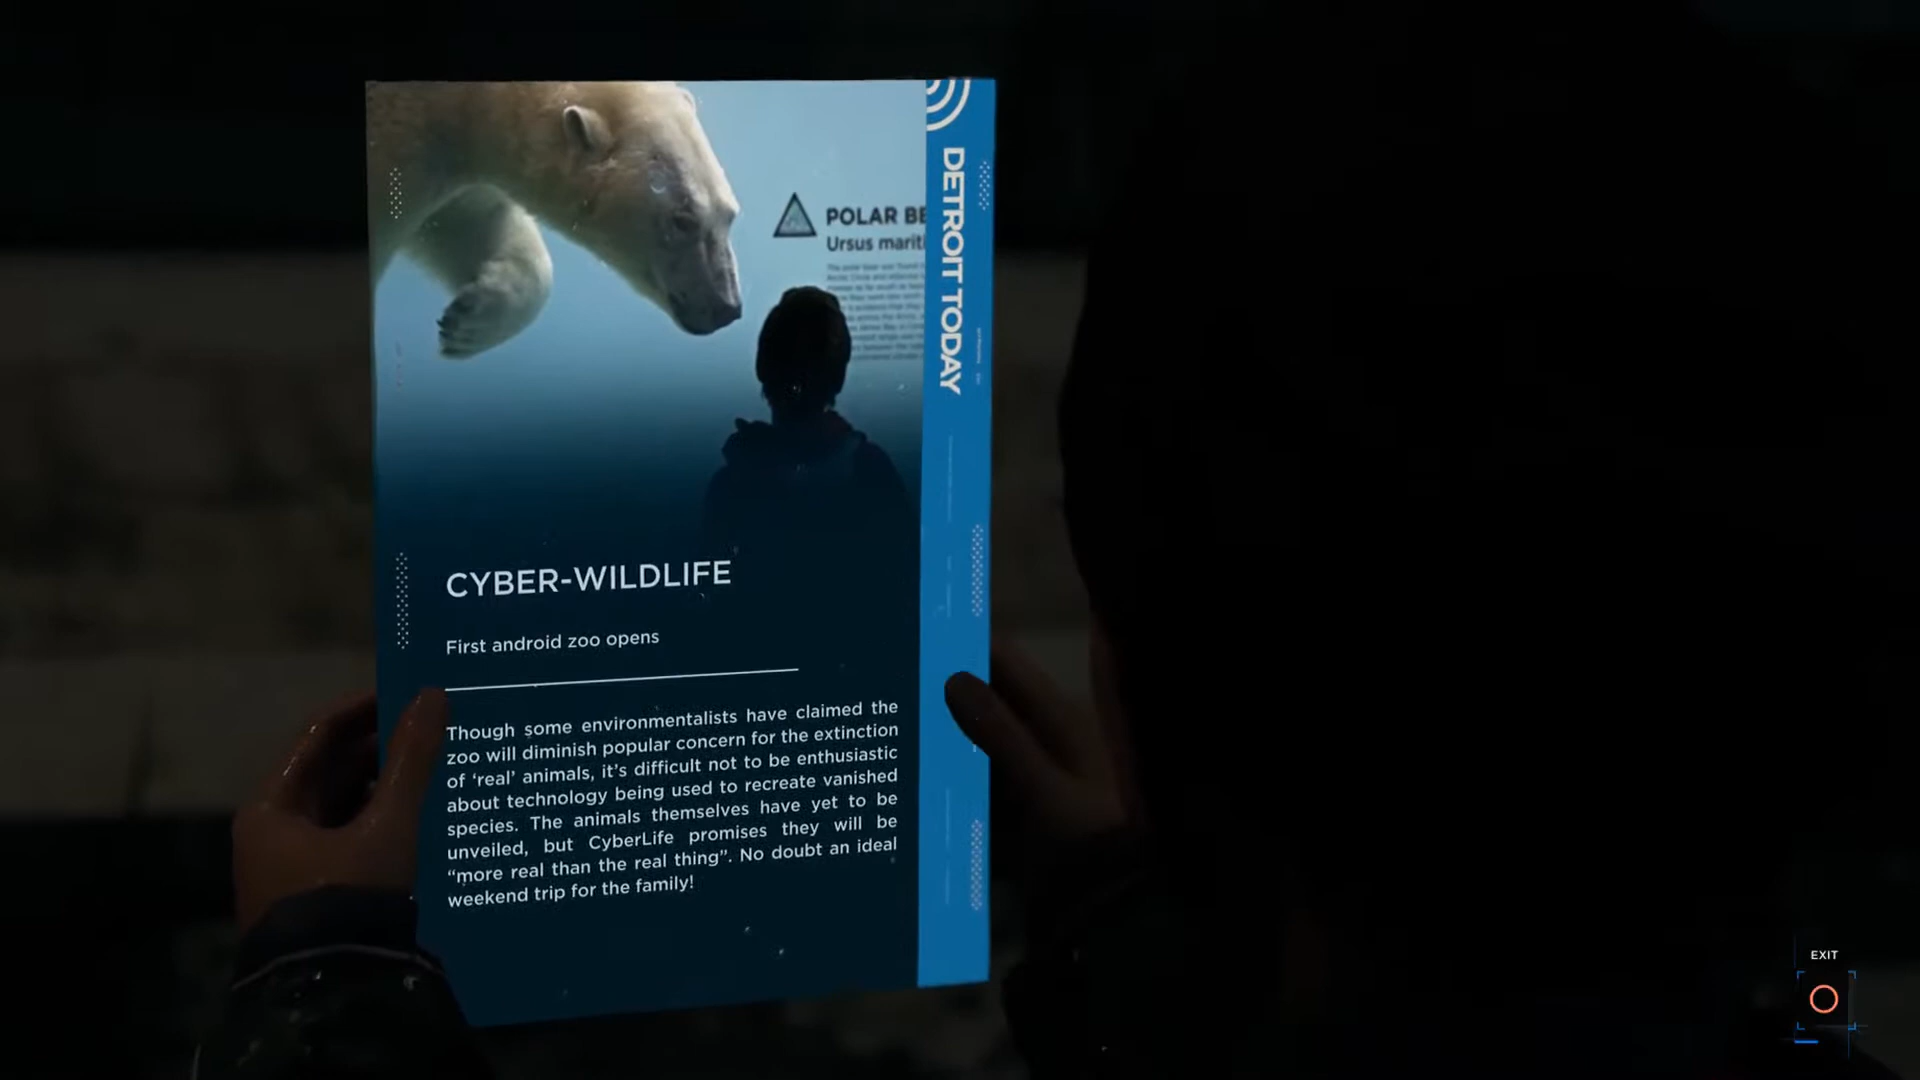 POLAR BE
Ursus mariti
DETROIT TODAY
CYBER-WILDLIFE
First android zoo opens
Though some environmentalists have claimed the
zoo will diminish popular concern for the extinction
of ‘real’ animals, it’s difficult not to be enthusiastic
about technology being used to recreate vanished
species. The animals themselves have yet to be
unveiled, but CyberLife promises they will be
“more real than the real thing”. No doubt an ideal
weekend trip for the family!
EXIT